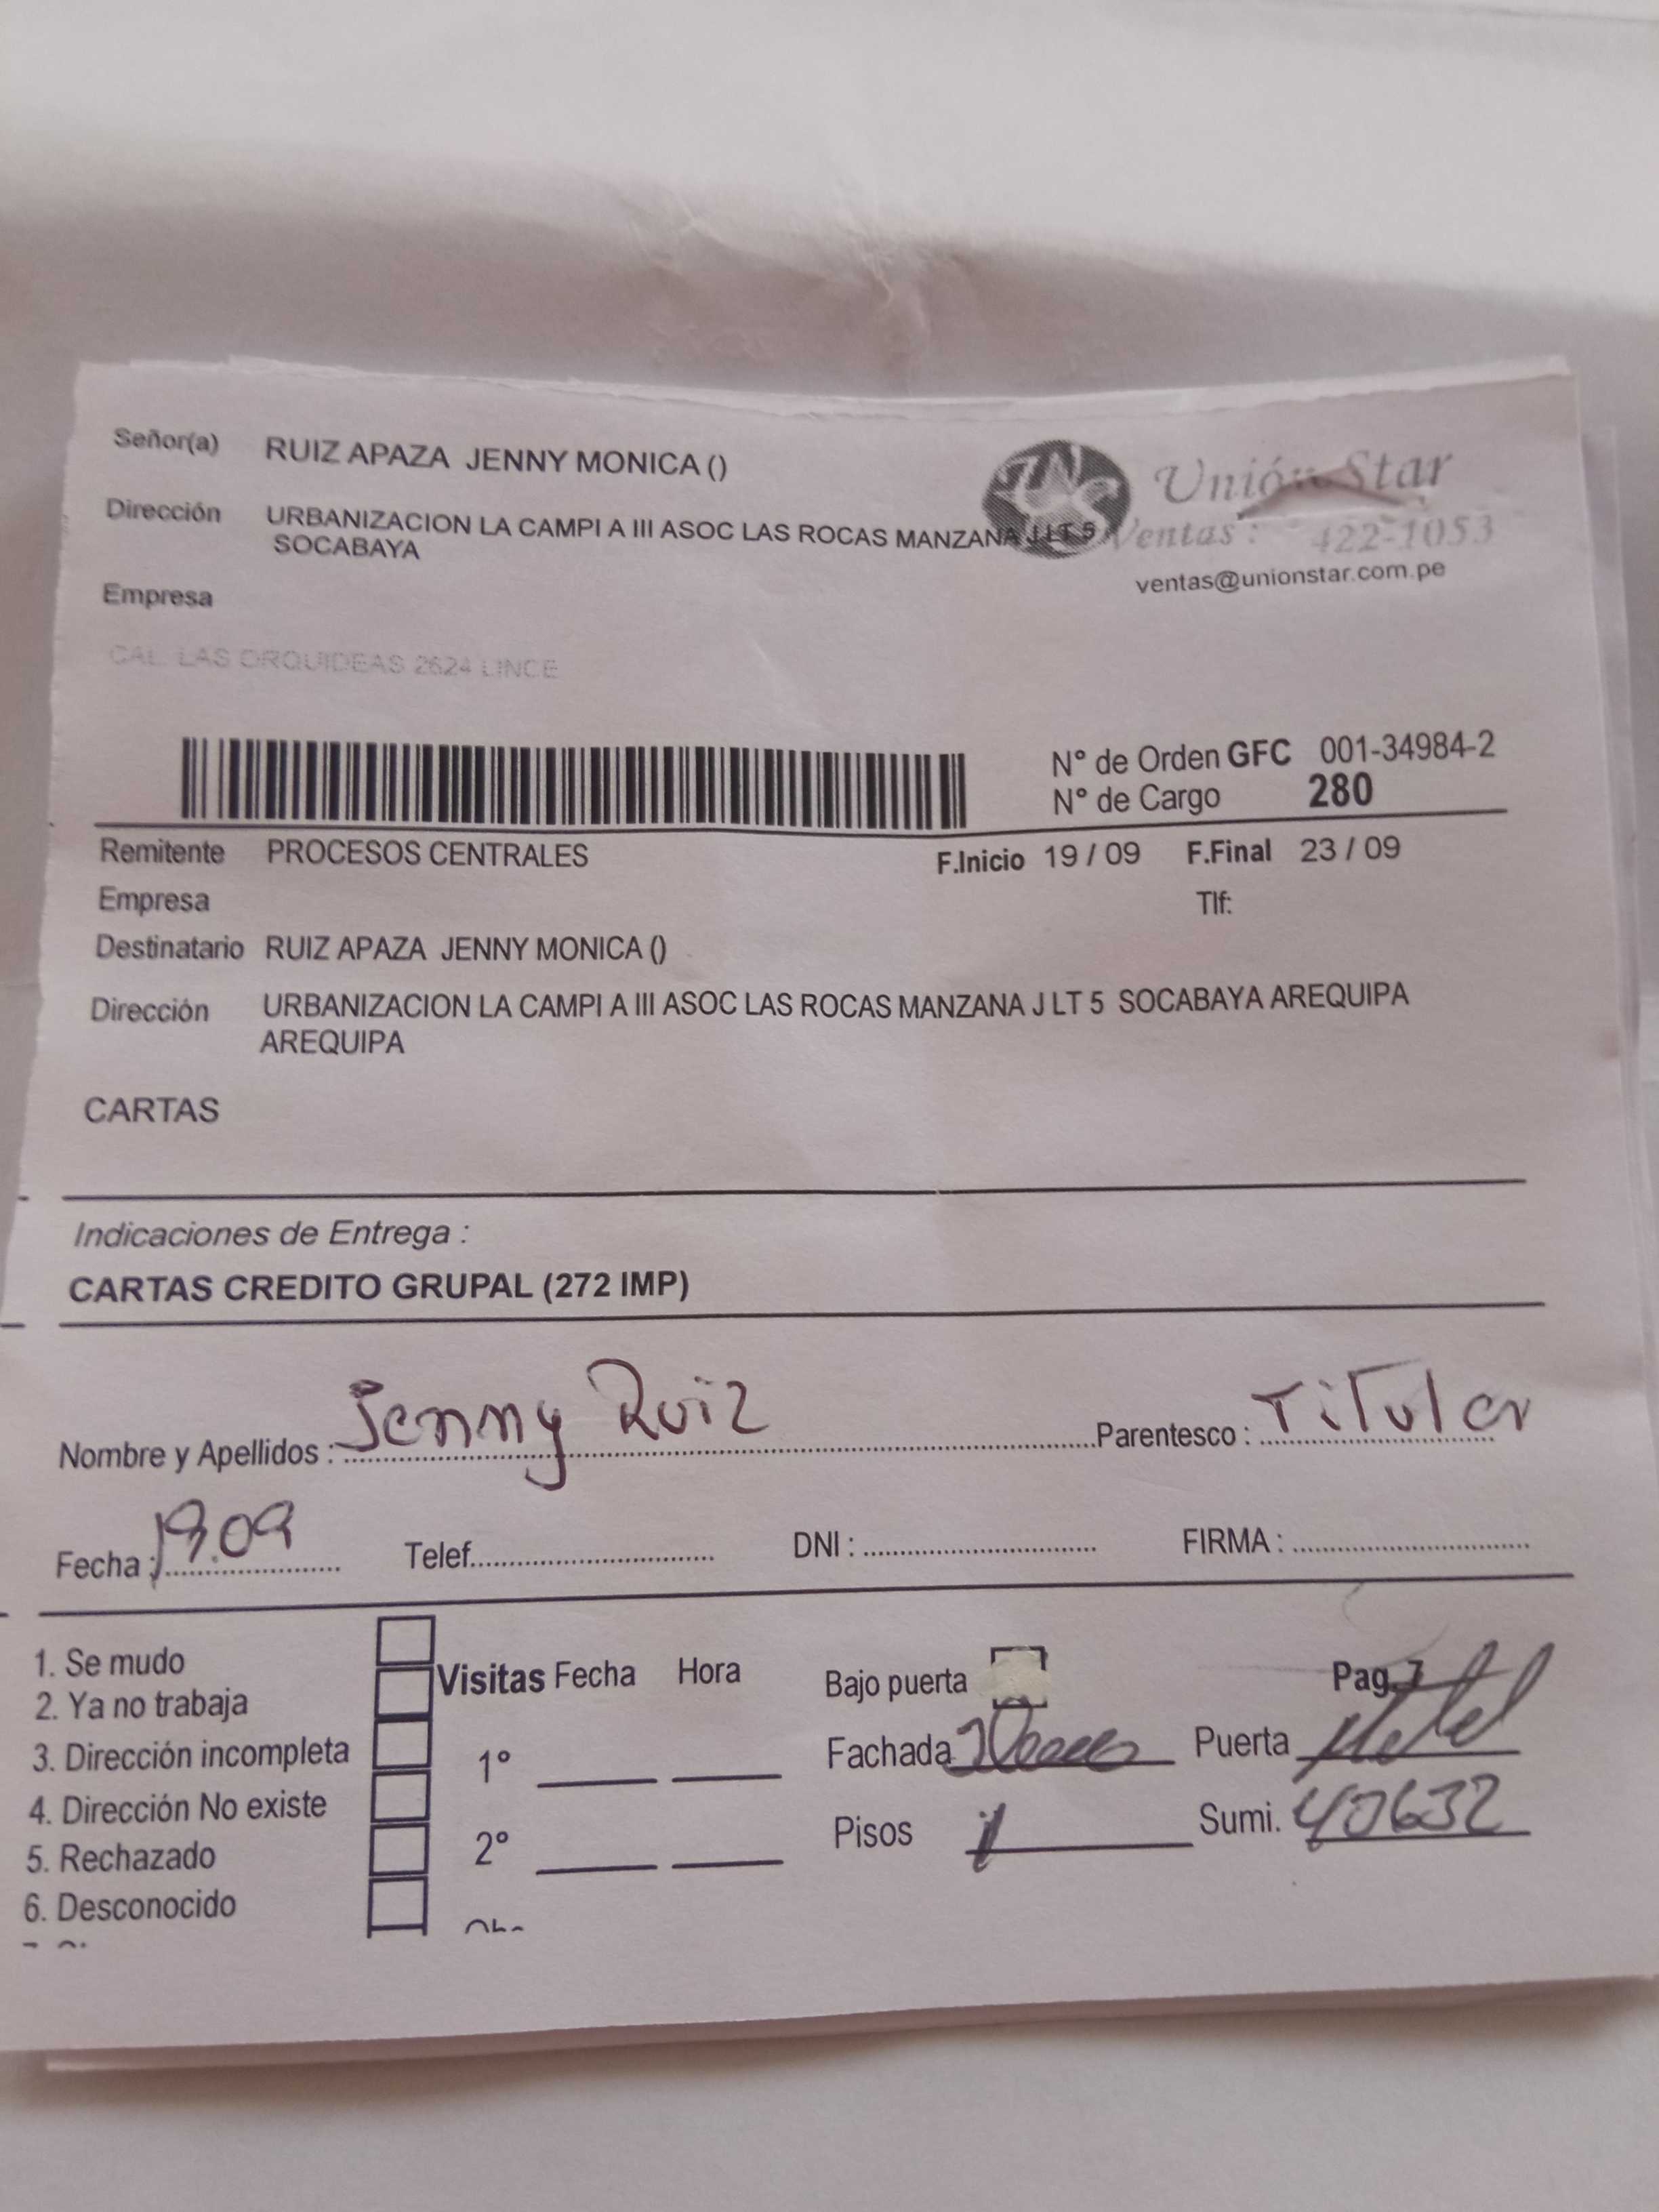 Señor(a) RUIZ APAZA JENNY MONICA ()
Unión Star
Dirección URBANIZACION LA CAMPI A III ASOC LAS ROCAS MANZANA J LT 5
SOCABAYA
Ventas : 422-1053
ventas@unionstar.com.pe
Empresa
CAL. LAS ORQUIDEAS 2624 LINCE
N° de Orden GFC 001-34984-2
N° de Cargo 280
Remitente PROCESOS CENTRALES F.Inicio 19 / 09 F.Final 23 / 09
Empresa Tlf:
Destinatario RUIZ APAZA JENNY MONICA ()
Dirección URBANIZACION LA CAMPI A III ASOC LAS ROCAS MANZANA J LT 5 SOCABAYA AREQUIPA
AREQUIPA
CARTAS
Indicaciones de Entrega :
CARTAS CREDITO GRUPAL (272 IMP)
Nombre y Apellidos : Jenny Ruiz Parentesco : Titular
Fecha : 19.09 Telef. DNI : FIRMA :
1. Se mudo
2. Ya no trabaja
3. Dirección incompleta
4. Dirección No existe
5. Rechazado
6. Desconocido
Visitas Fecha Hora
1°
2°
Bajo puerta Pag.7
Fachada Puerta Metal
Pisos 1 Sumi. 40632